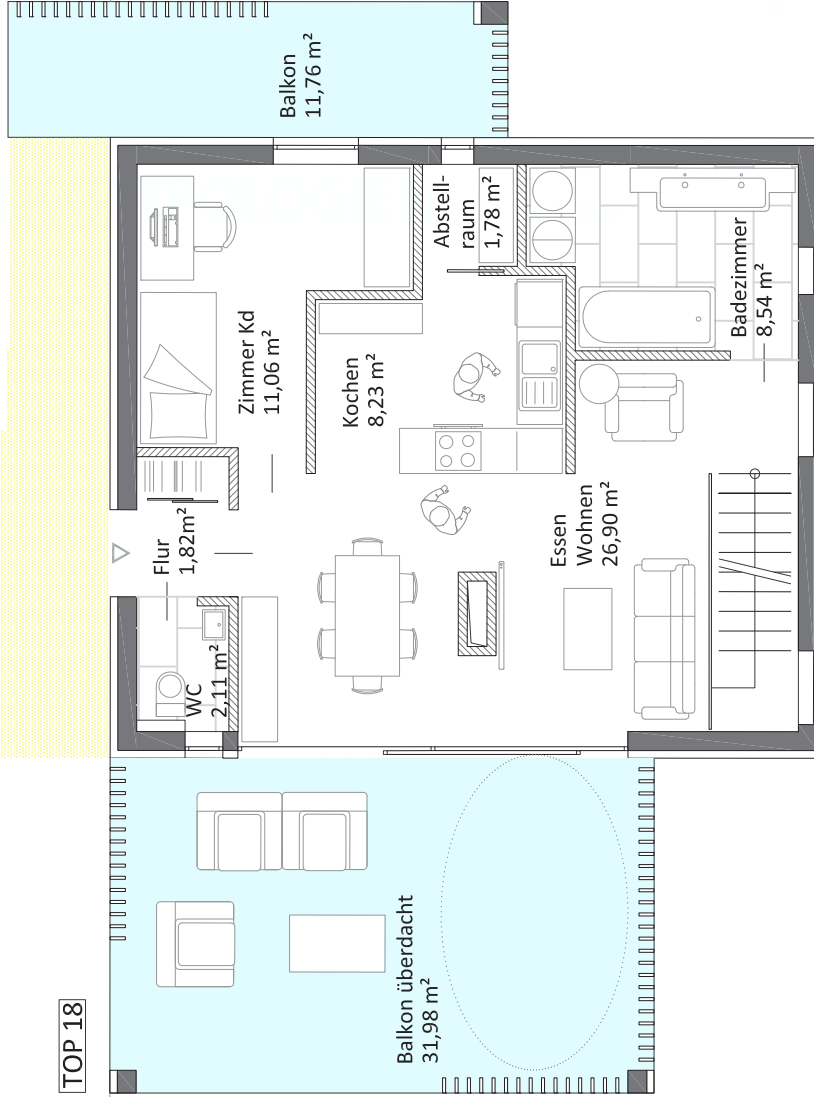 TOP 18
Balkon überdacht
31,98 m²
WC
2,11 m²
Flur
1,82m²
Essen
Wohnen
26,90 m²
Zimmer Kd
11,06 m²
Kochen
8,23 m²
Badezimmer
8,54 m²
Abstell-
raum
1,78 m²
Balkon
11,76 m²